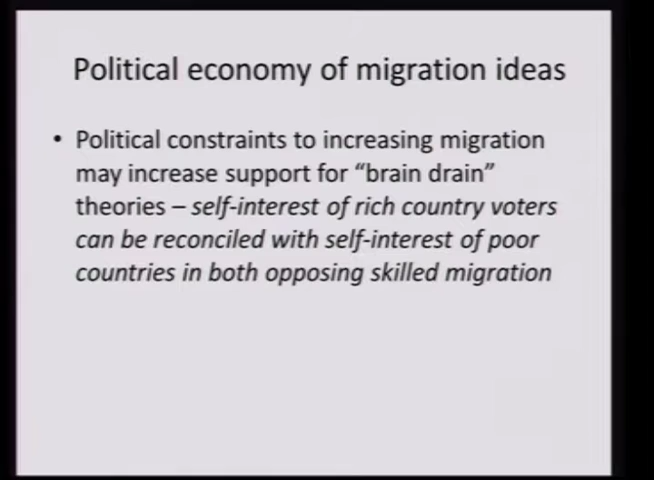 Political economy of migration ideas
• Political constraints to increasing migration
may increase support for “brain drain”
theories – self-interest of rich country voters
can be reconciled with self-interest of poor
countries in both opposing skilled migration